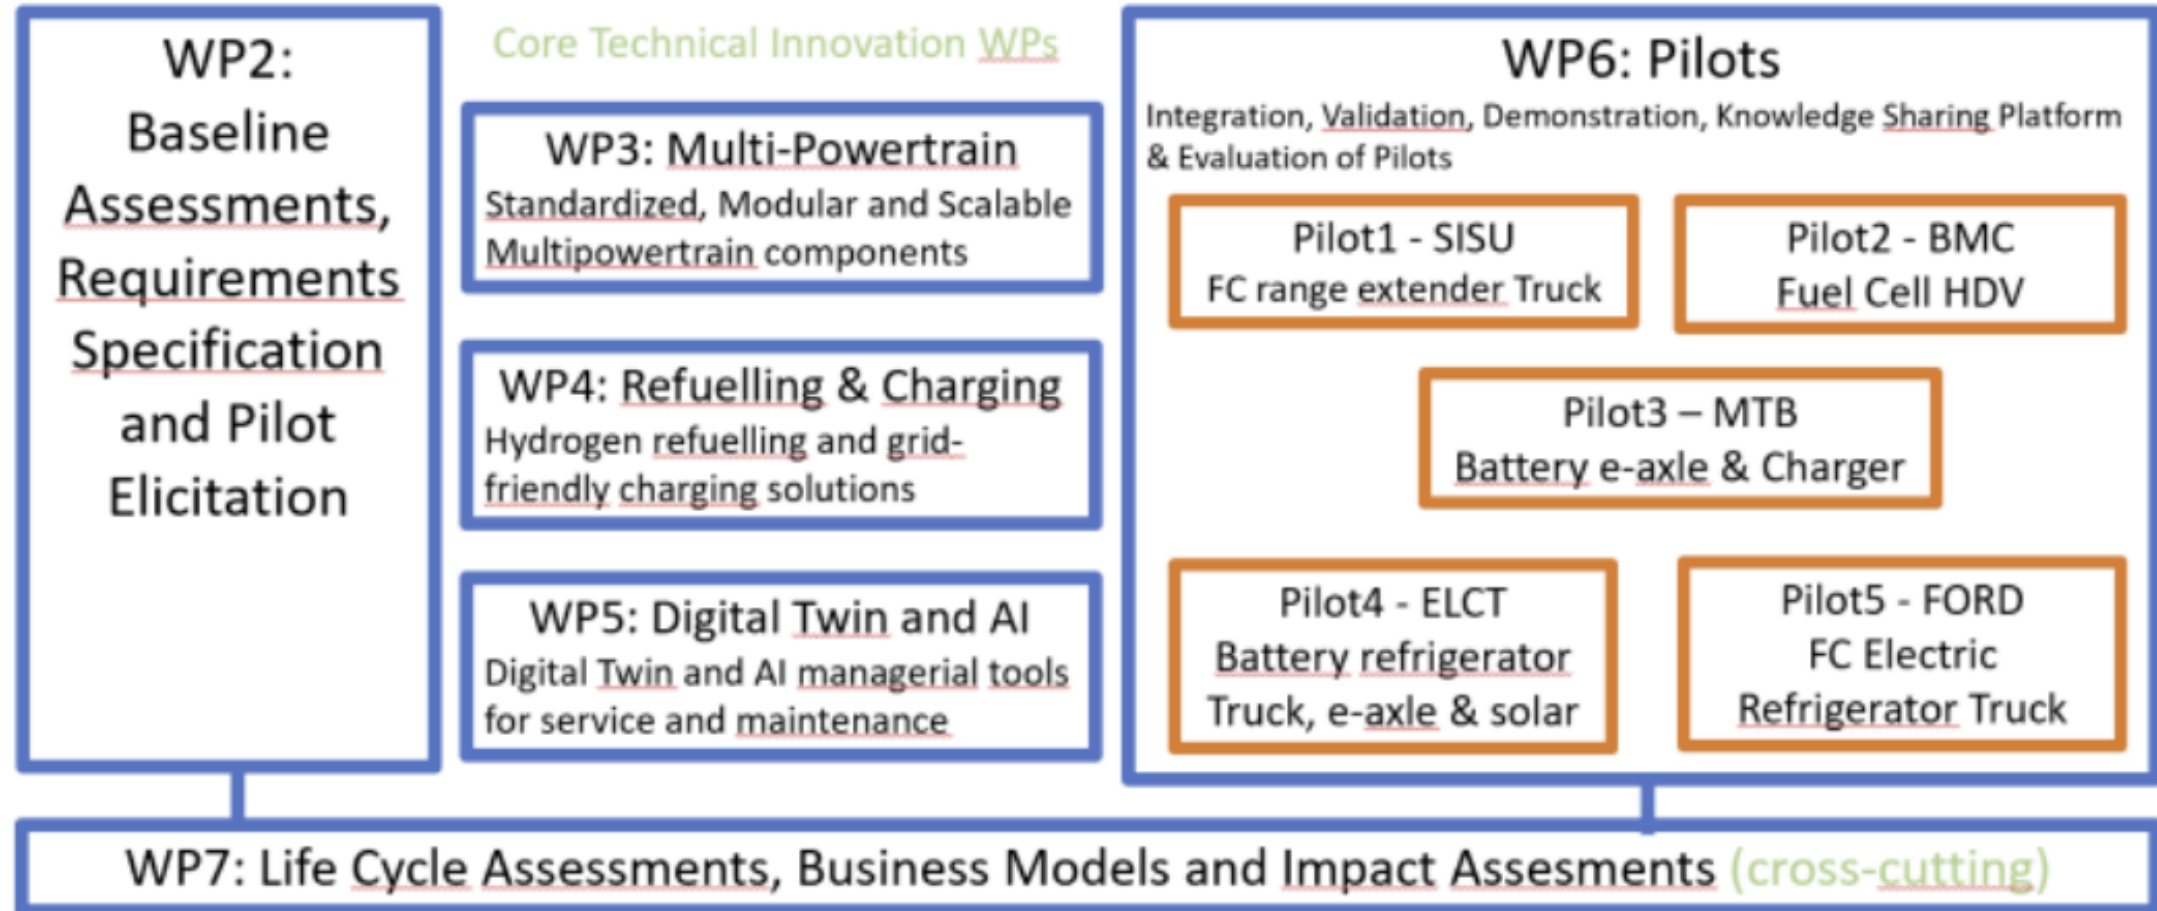 WP2:
Baseline
Assessments,
Requirements
Specification
and Pilot
Elicitation
Core Technical Innovation WPs
WP3: Multi-Powertrain
Standardized, Modular and Scalable
Multipowertrain components
WP4: Refuelling & Charging
Hydrogen refuelling and grid-
friendly charging solutions
WP5: Digital Twin and AI
Digital Twin and AI managerial tools
for service and maintenance
WP6: Pilots
Integration, Validation, Demonstration, Knowledge Sharing Platform
& Evaluation of Pilots
Pilot1 - SISU
FC range extender Truck
Pilot2 - BMC
Fuel Cell HDV
Pilot3 – MTB
Battery e-axle & Charger
Pilot4 - ELCT
Battery refrigerator
Truck, e-axle & solar
Pilot5 - FORD
FC Electric
Refrigerator Truck
WP7: Life Cycle Assessments, Business Models and Impact Assesments (cross-cutting)